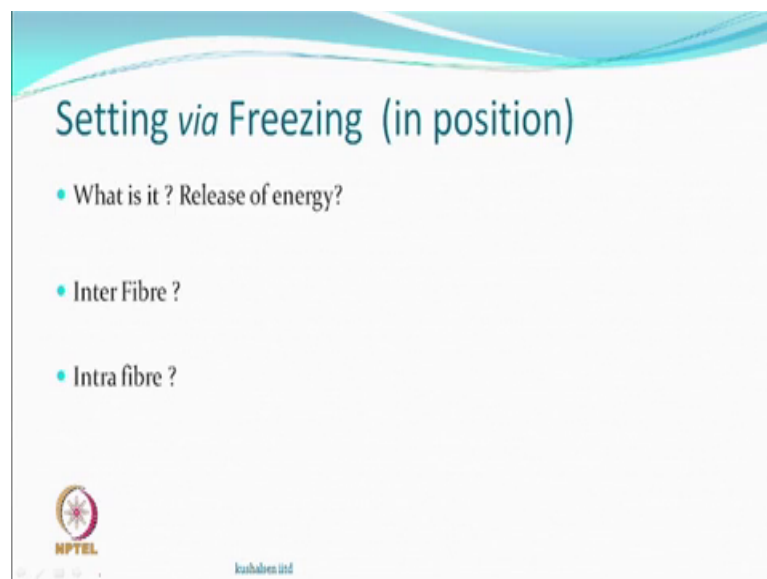 Setting via Freezing (in position)
What is it ? Release of energy?
Inter Fibre ?
Intra fibre ?
NPTEL
kushalsen iitd